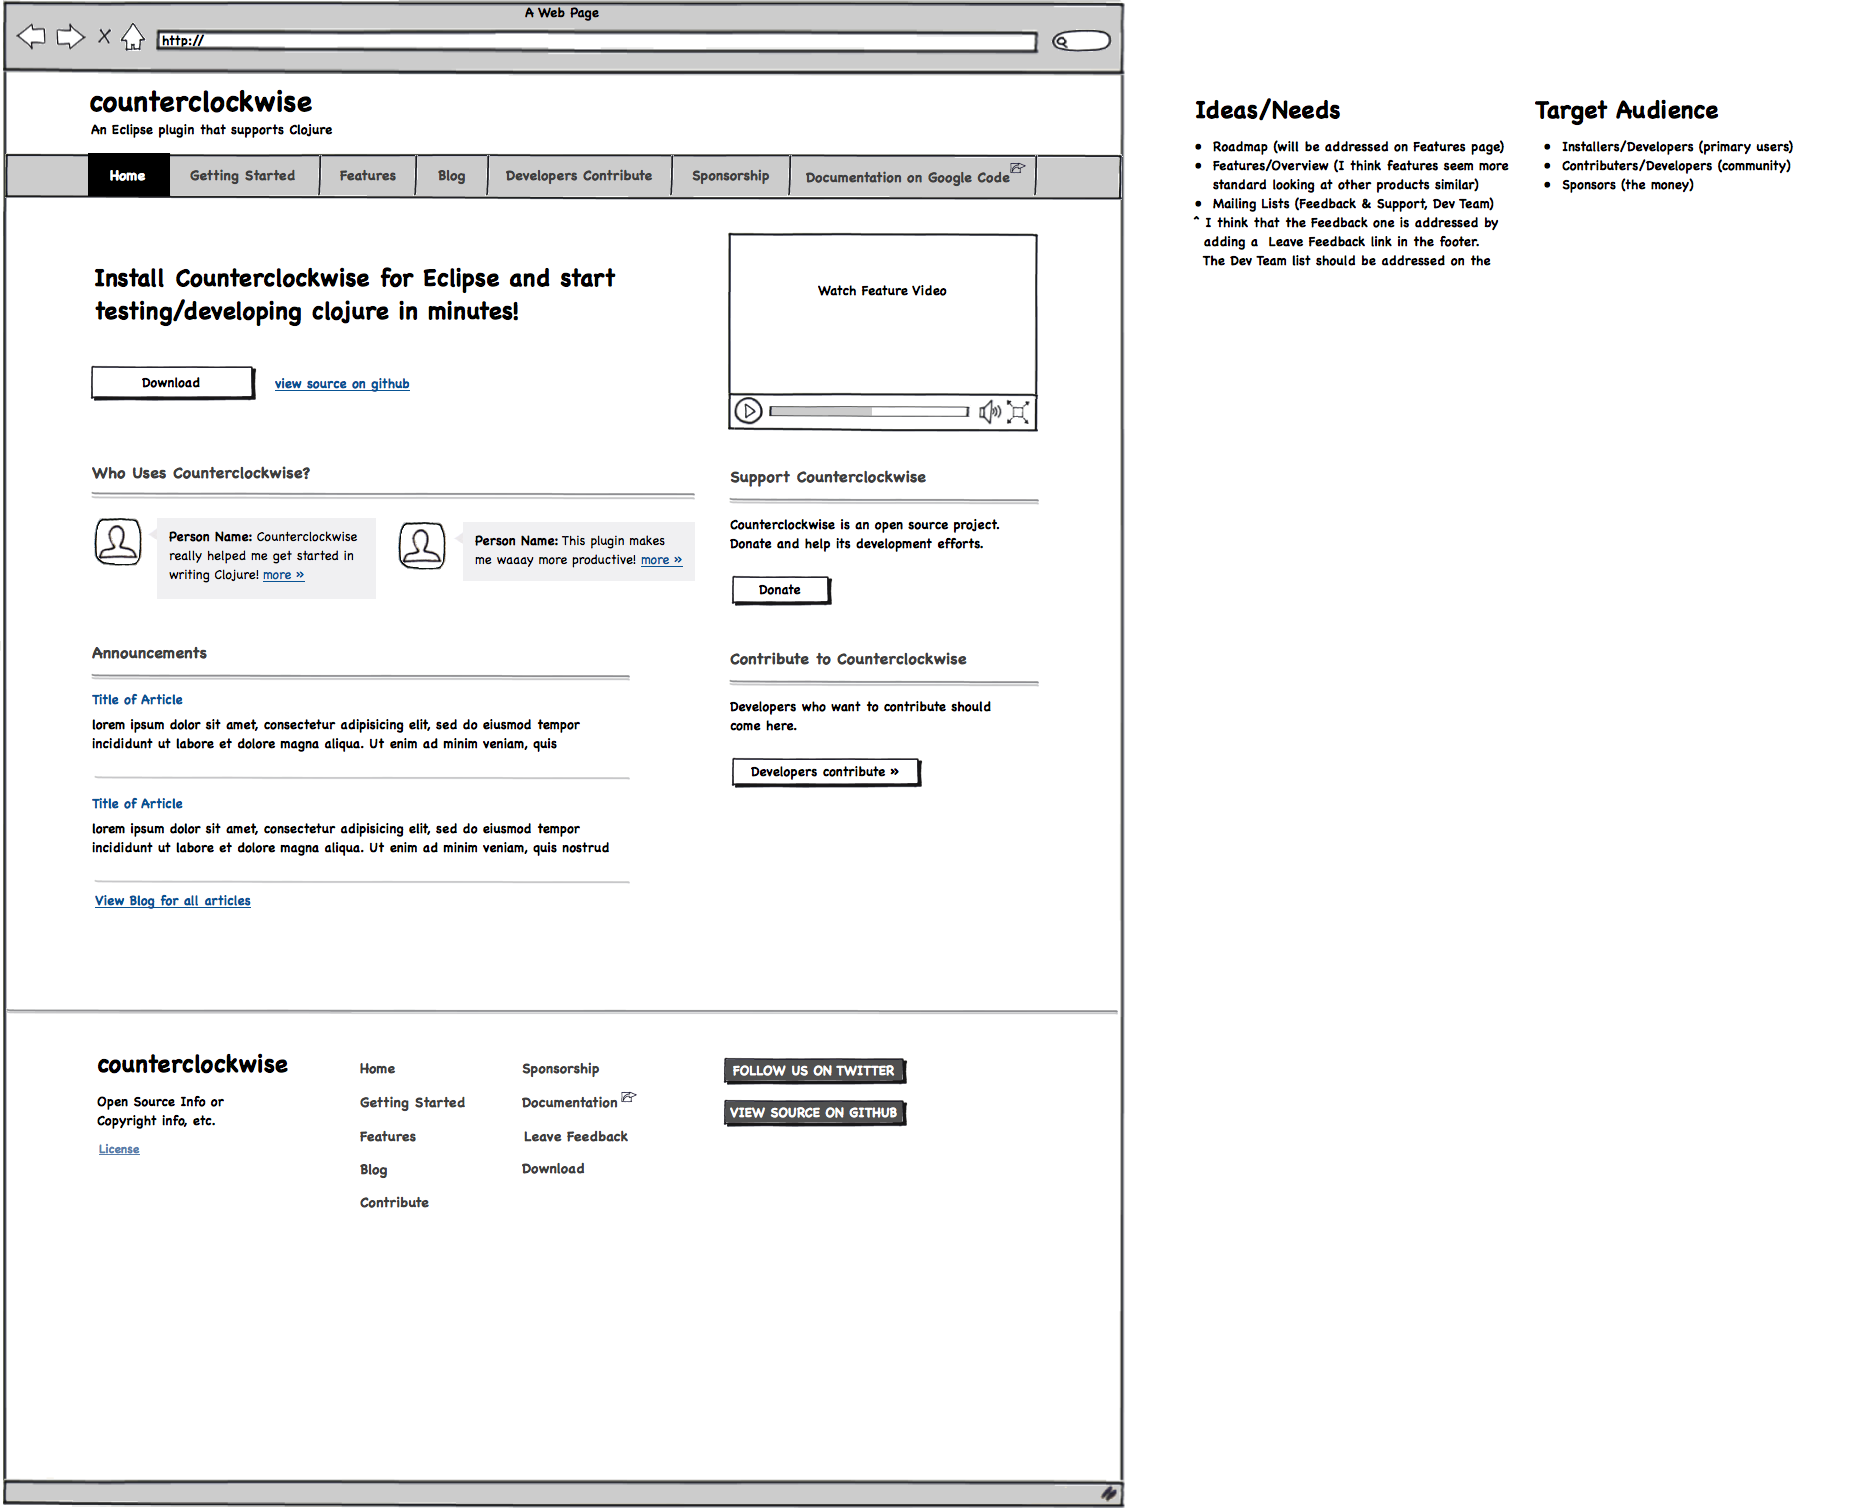 A Web Page
http://
counterclockwise
An Eclipse plugin that supports Clojure
Home
Getting Started
Features
Blog
Developers Contribute
Sponsorship
Documentation on Google Code
Install Counterclockwise for Eclipse and start
testing/developing clojure in minutes!
Download
view source on github
Watch Feature Video
Who Uses Counterclockwise?
Person Name: Counterclockwise
really helped me get started in
writing Clojure! more »
Person Name: This plugin makes
me waaay more productive! more »
Support Counterclockwise
Counterclockwise is an open source project.
Donate and help its development efforts.
Donate
Announcements
Title of Article
lorem ipsum dolor sit amet, consectetur adipisicing elit, sed do eiusmod tempor
incididunt ut labore et dolore magna aliqua. Ut enim ad minim veniam, quis
Title of Article
lorem ipsum dolor sit amet, consectetur adipisicing elit, sed do eiusmod tempor
incididunt ut labore et dolore magna aliqua. Ut enim ad minim veniam, quis nostrud
View Blog for all articles
Contribute to Counterclockwise
Developers who want to contribute should
come here.
Developers contribute »
counterclockwise
Open Source Info or
Copyright info, etc.
License
Home
Getting Started
Features
Blog
Contribute
Sponsorship
Documentation
Leave Feedback
Download
FOLLOW US ON TWITTER
VIEW SOURCE ON GITHUB
Ideas/Needs
• Roadmap (will be addressed on Features page)
• Features/Overview (I think features seem more
standard looking at other products similar)
• Mailing Lists (Feedback & Support, Dev Team)
^ I think that the Feedback one is addressed by
adding a Leave Feedback link in the footer.
The Dev Team list should be addressed on the
Target Audience
• Installers/Developers (primary users)
• Contributers/Developers (community)
• Sponsors (the money)